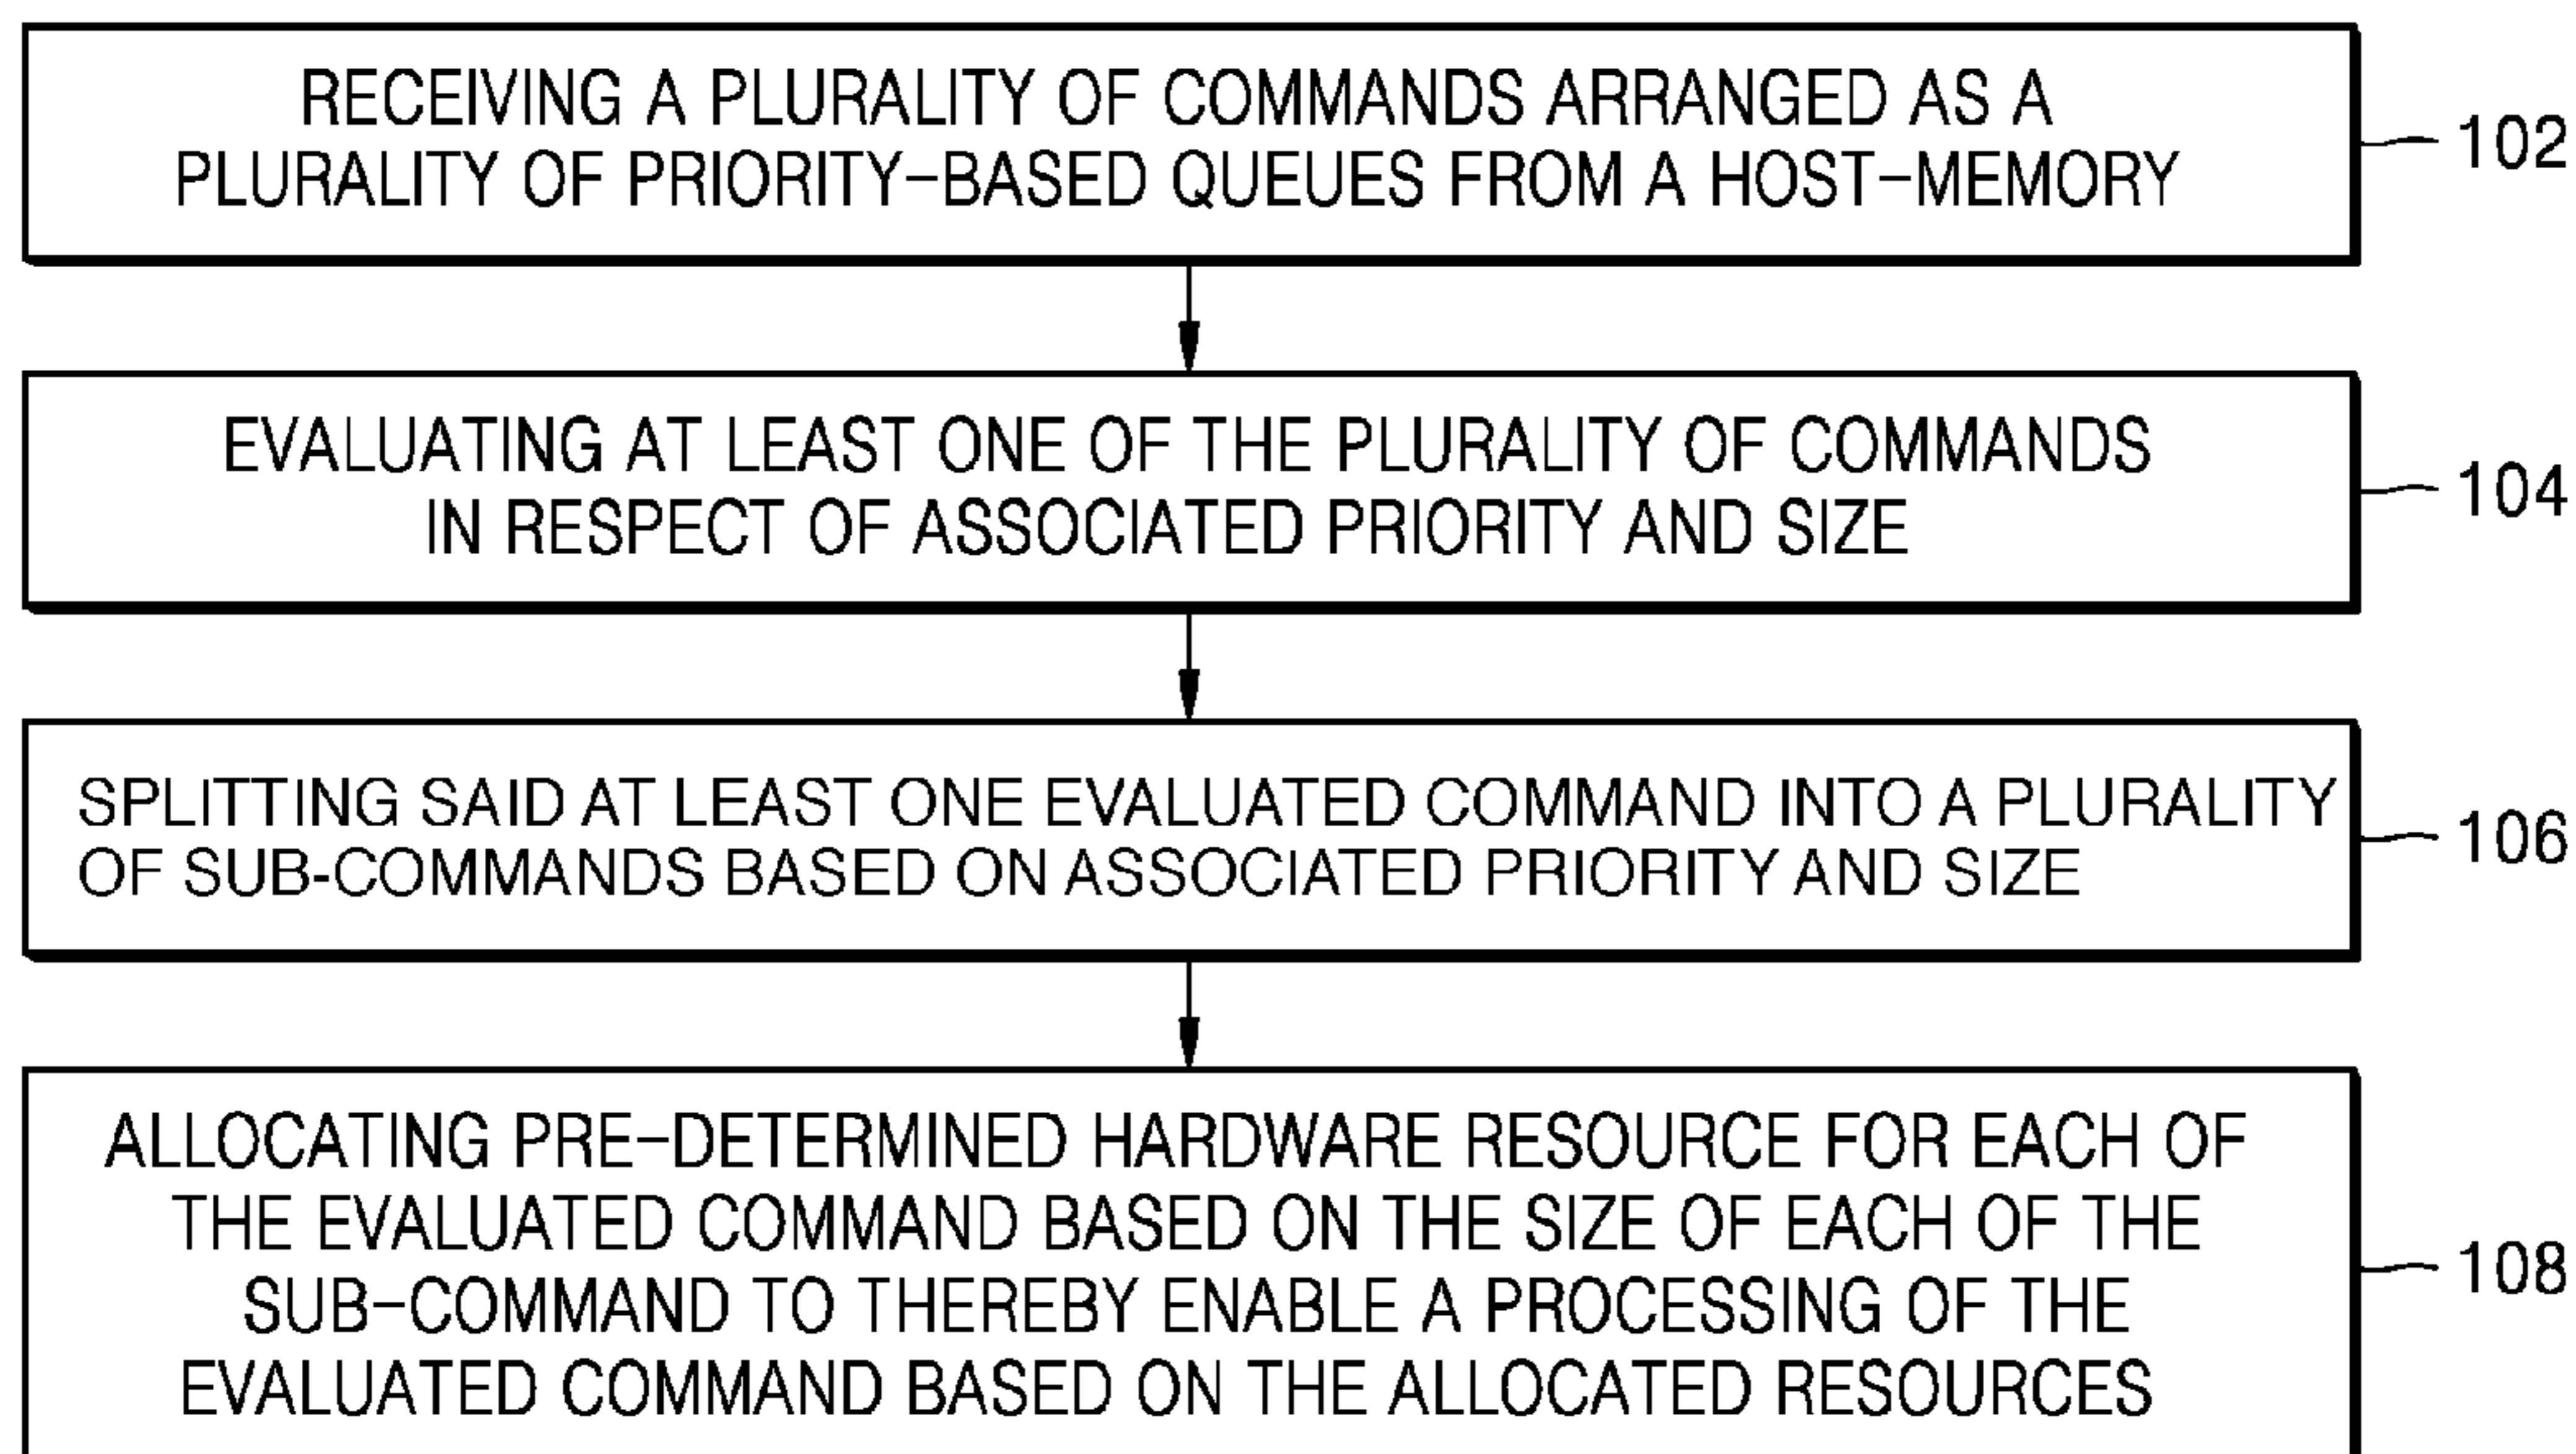 RECEIVING A PLURALITY OF COMMANDS ARRANGED AS A
PLURALITY OF PRIORITY-BASED QUEUES FROM A HOST-MEMORY
102
EVALUATING AT LEAST ONE OF THE PLURALITY OF COMMANDS
IN RESPECT OF ASSOCIATED PRIORITY AND SIZE
104
SPLITTING SAID AT LEAST ONE EVALUATED COMMAND INTO A PLURALITY
OF SUB-COMMANDS BASED ON ASSOCIATED PRIORITY AND SIZE
106
ALLOCATING PRE-DETERMINED HARDWARE RESOURCE FOR EACH OF
THE EVALUATED COMMAND BASED ON THE SIZE OF EACH OF THE
SUB-COMMAND TO THEREBY ENABLE A PROCESSING OF THE
EVALUATED COMMAND BASED ON THE ALLOCATED RESOURCES
108